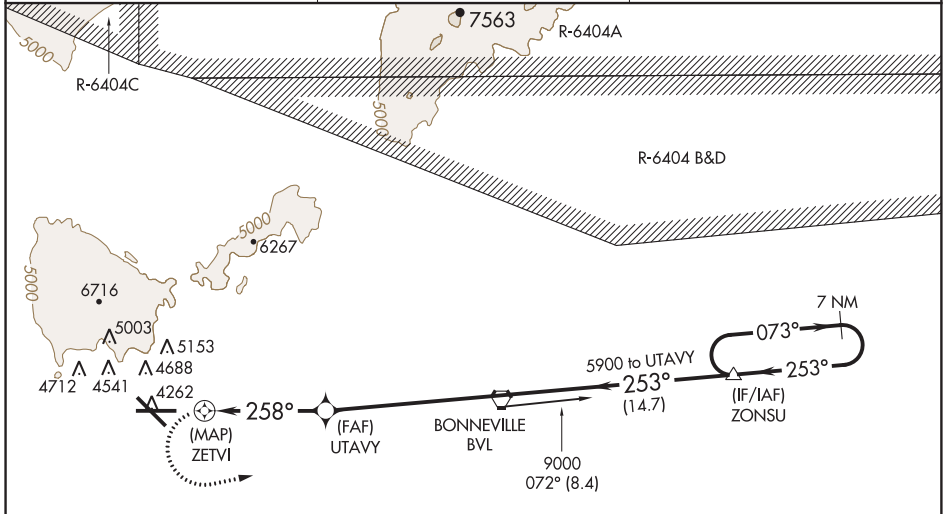 7563
R-6404A
5000
R-6404C
5000
R-6404 B&D
5000
6267
5000
6716
5003
5153
4712
4541
4688
4262
7 NM
073°
5900 to UTAVY
253°
253°
(14.7)
(IF/IAF)
ZONSU
258°
(MAP)
ZETVI
(FAF)
UTAVY
BONNEVILLE
BVL
9000
072° (8.4)